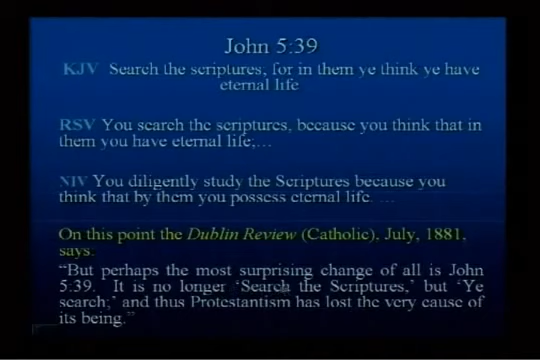 John 5:39
KJV Search the scriptures, for in them ye think ye have
eternal life
RSV You search the scriptures, because you think that in
them you have eternal life;...
NIV You diligently study the Scriptures because you
think that by them you possess eternal life. ...
On this point the Dublin Review (Catholic), July, 1881,
says:
“But perhaps the most surprising change of all is John
5:39. It is no longer ‘Search the Scriptures,’ but ‘Ye
search;’ and thus Protestantism has lost the very cause of
its being.”